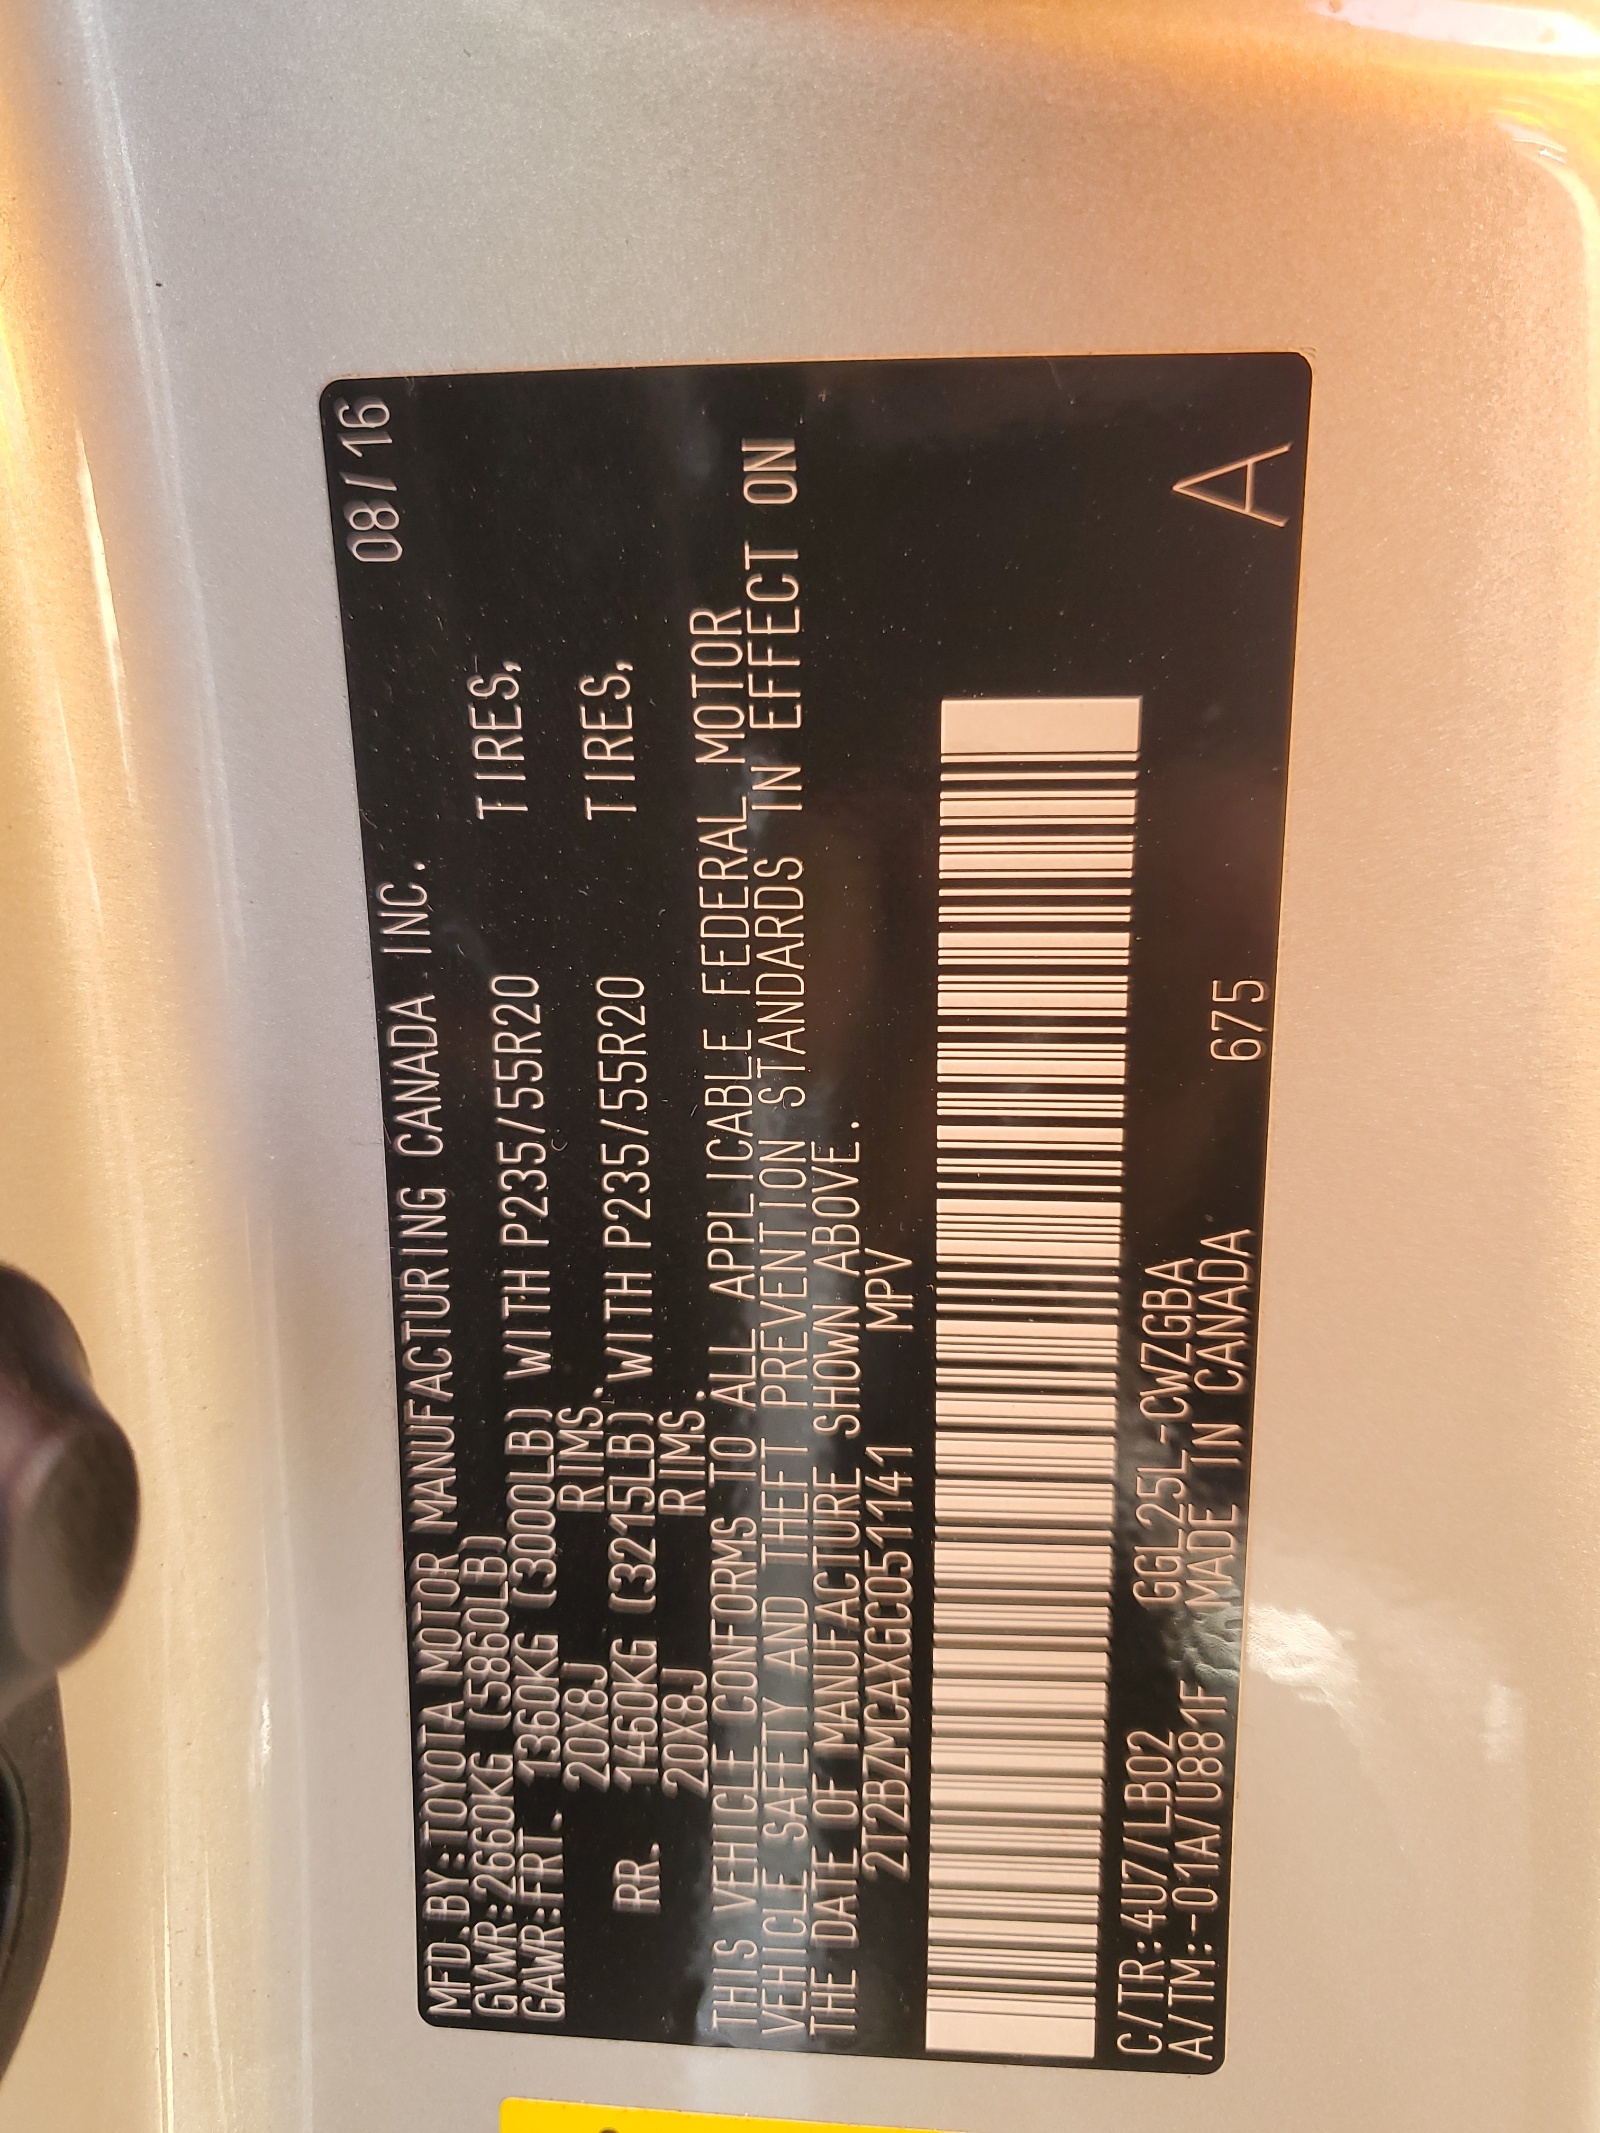 MFD.BY:TOYOTA MOTOR MANUFACTURING CANADA INC. 08/16
GVWR:2660KG (5860LB)
GAWR:FRT. 1360KG (3000LB) WITH P235/55R20 TIRES,
20X8J RIMS.
RR. 1460KG (3215LB) WITH P235/55R20 TIRES,
20X8J RIMS.
THIS VEHICLE CONFORMS TO ALL APPLICABLE FEDERAL MOTOR
VEHICLE SAFETY AND THEFT PREVENTION STANDARDS IN EFFECT ON
THE DATE OF MANUFACTURE SHOWN ABOVE.
2T2BZMCAXGC051141 MPV
C/TR:4U7/LB02 GGL25L-CWZGBA
A/TM:-01A/U881F MADE IN CANADA 675 A